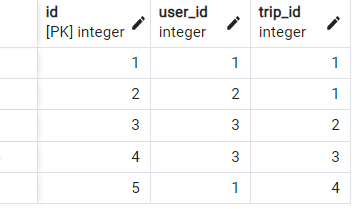 id user_id trip_id
[PK] integer integer integer
1 1 1
2 2 1
3 3 2
4 3 3
5 1 4